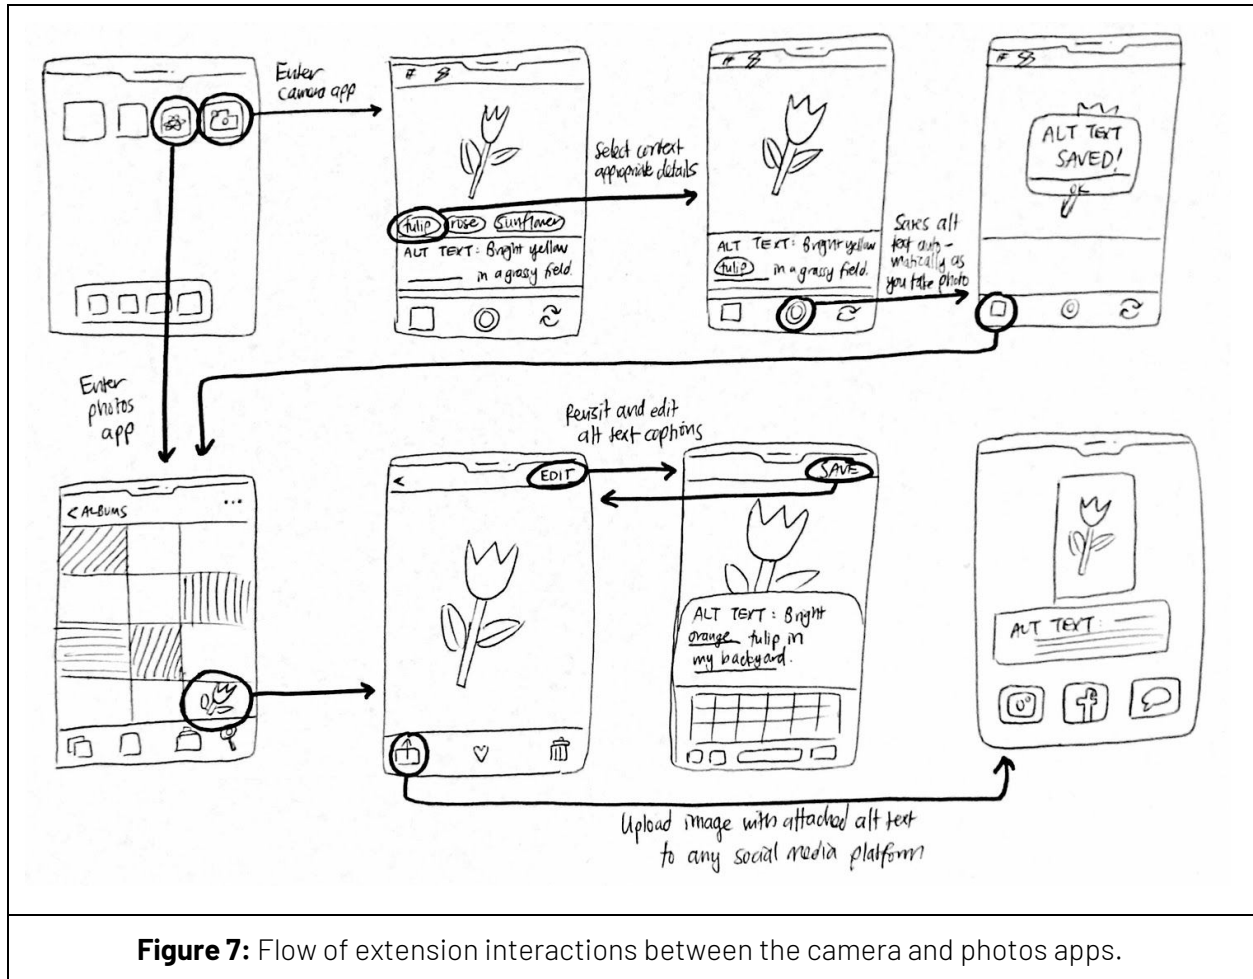 Enter
camera app
tulip rose sunflower
ALT TEXT: Bright yellow
in a grassy field.
Select context
appropriate details
ALT TEXT: Bright yellow
tulip in a grassy field.
Saves alt
text auto-
matically as
you take photo
ALT TEXT
SAVED!
OK
Enter
photos
app
< ALBUMS
...
<
EDIT
Revisit and edit
alt text captions
SAVE
ALT TEXT: Bright
orange tulip in
my backyard.
ALT TEXT:
Upload image with attached alt text
to any social media platform
Figure 7: Flow of extension interactions between the camera and photos apps.